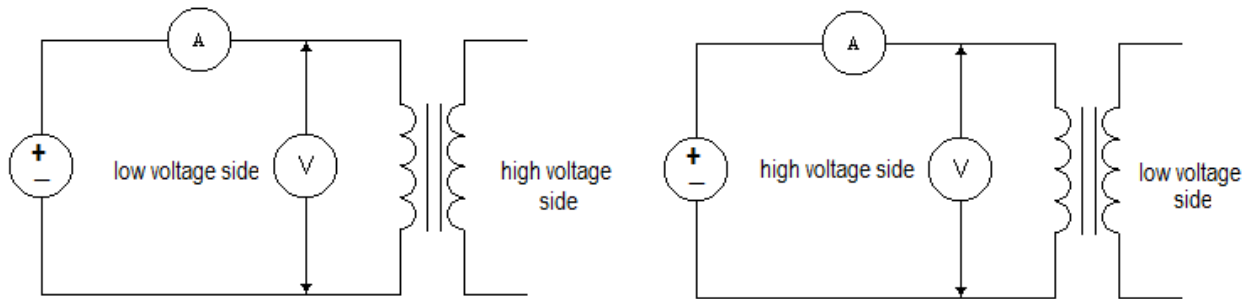 A
+
−
low voltage side
V
high voltage
side
A
+
−
high voltage side
V
low voltage
side